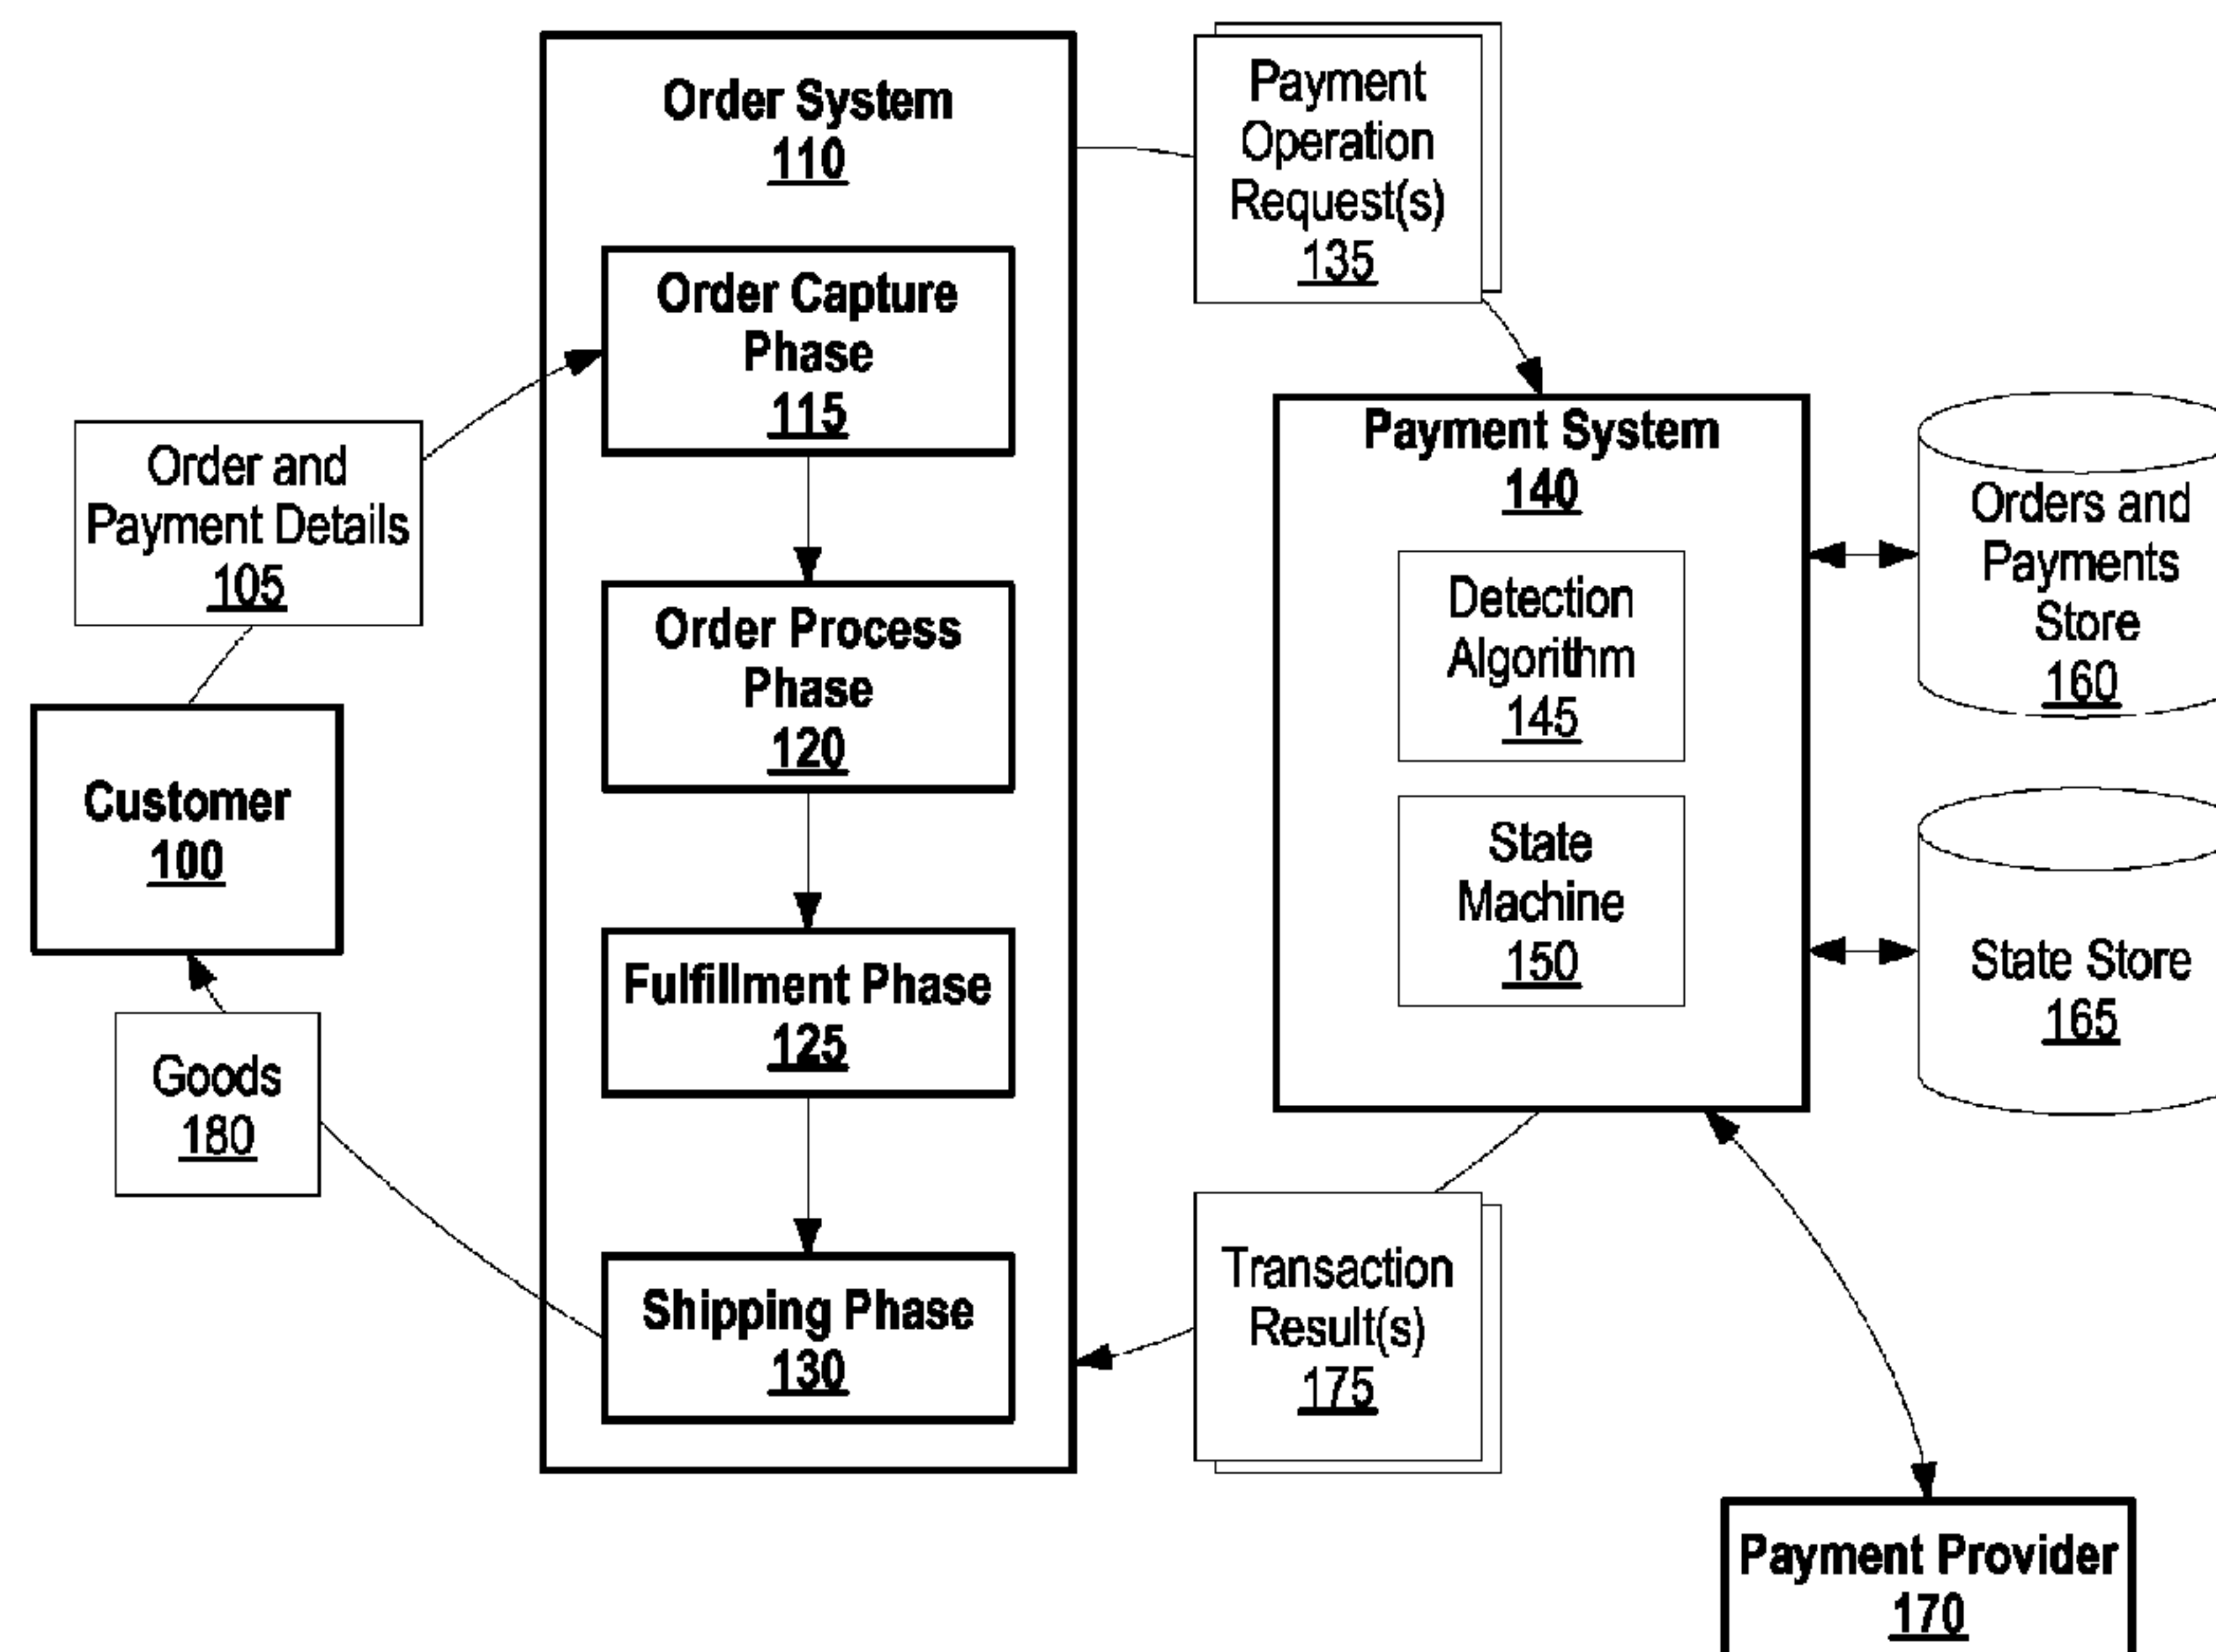 Order System
110
Order Capture
Phase
115
Order Process
Phase
120
Fulfillment Phase
125
Shipping Phase
130
Order and
Payment Details
105
Customer
100
Goods
180
Payment
Operation
Request(s)
135
Payment System
140
Detection
Algorithm
145
State
Machine
150
Orders and
Payments
Store
160
State Store
165
Transaction
Result(s)
175
Payment Provider
170